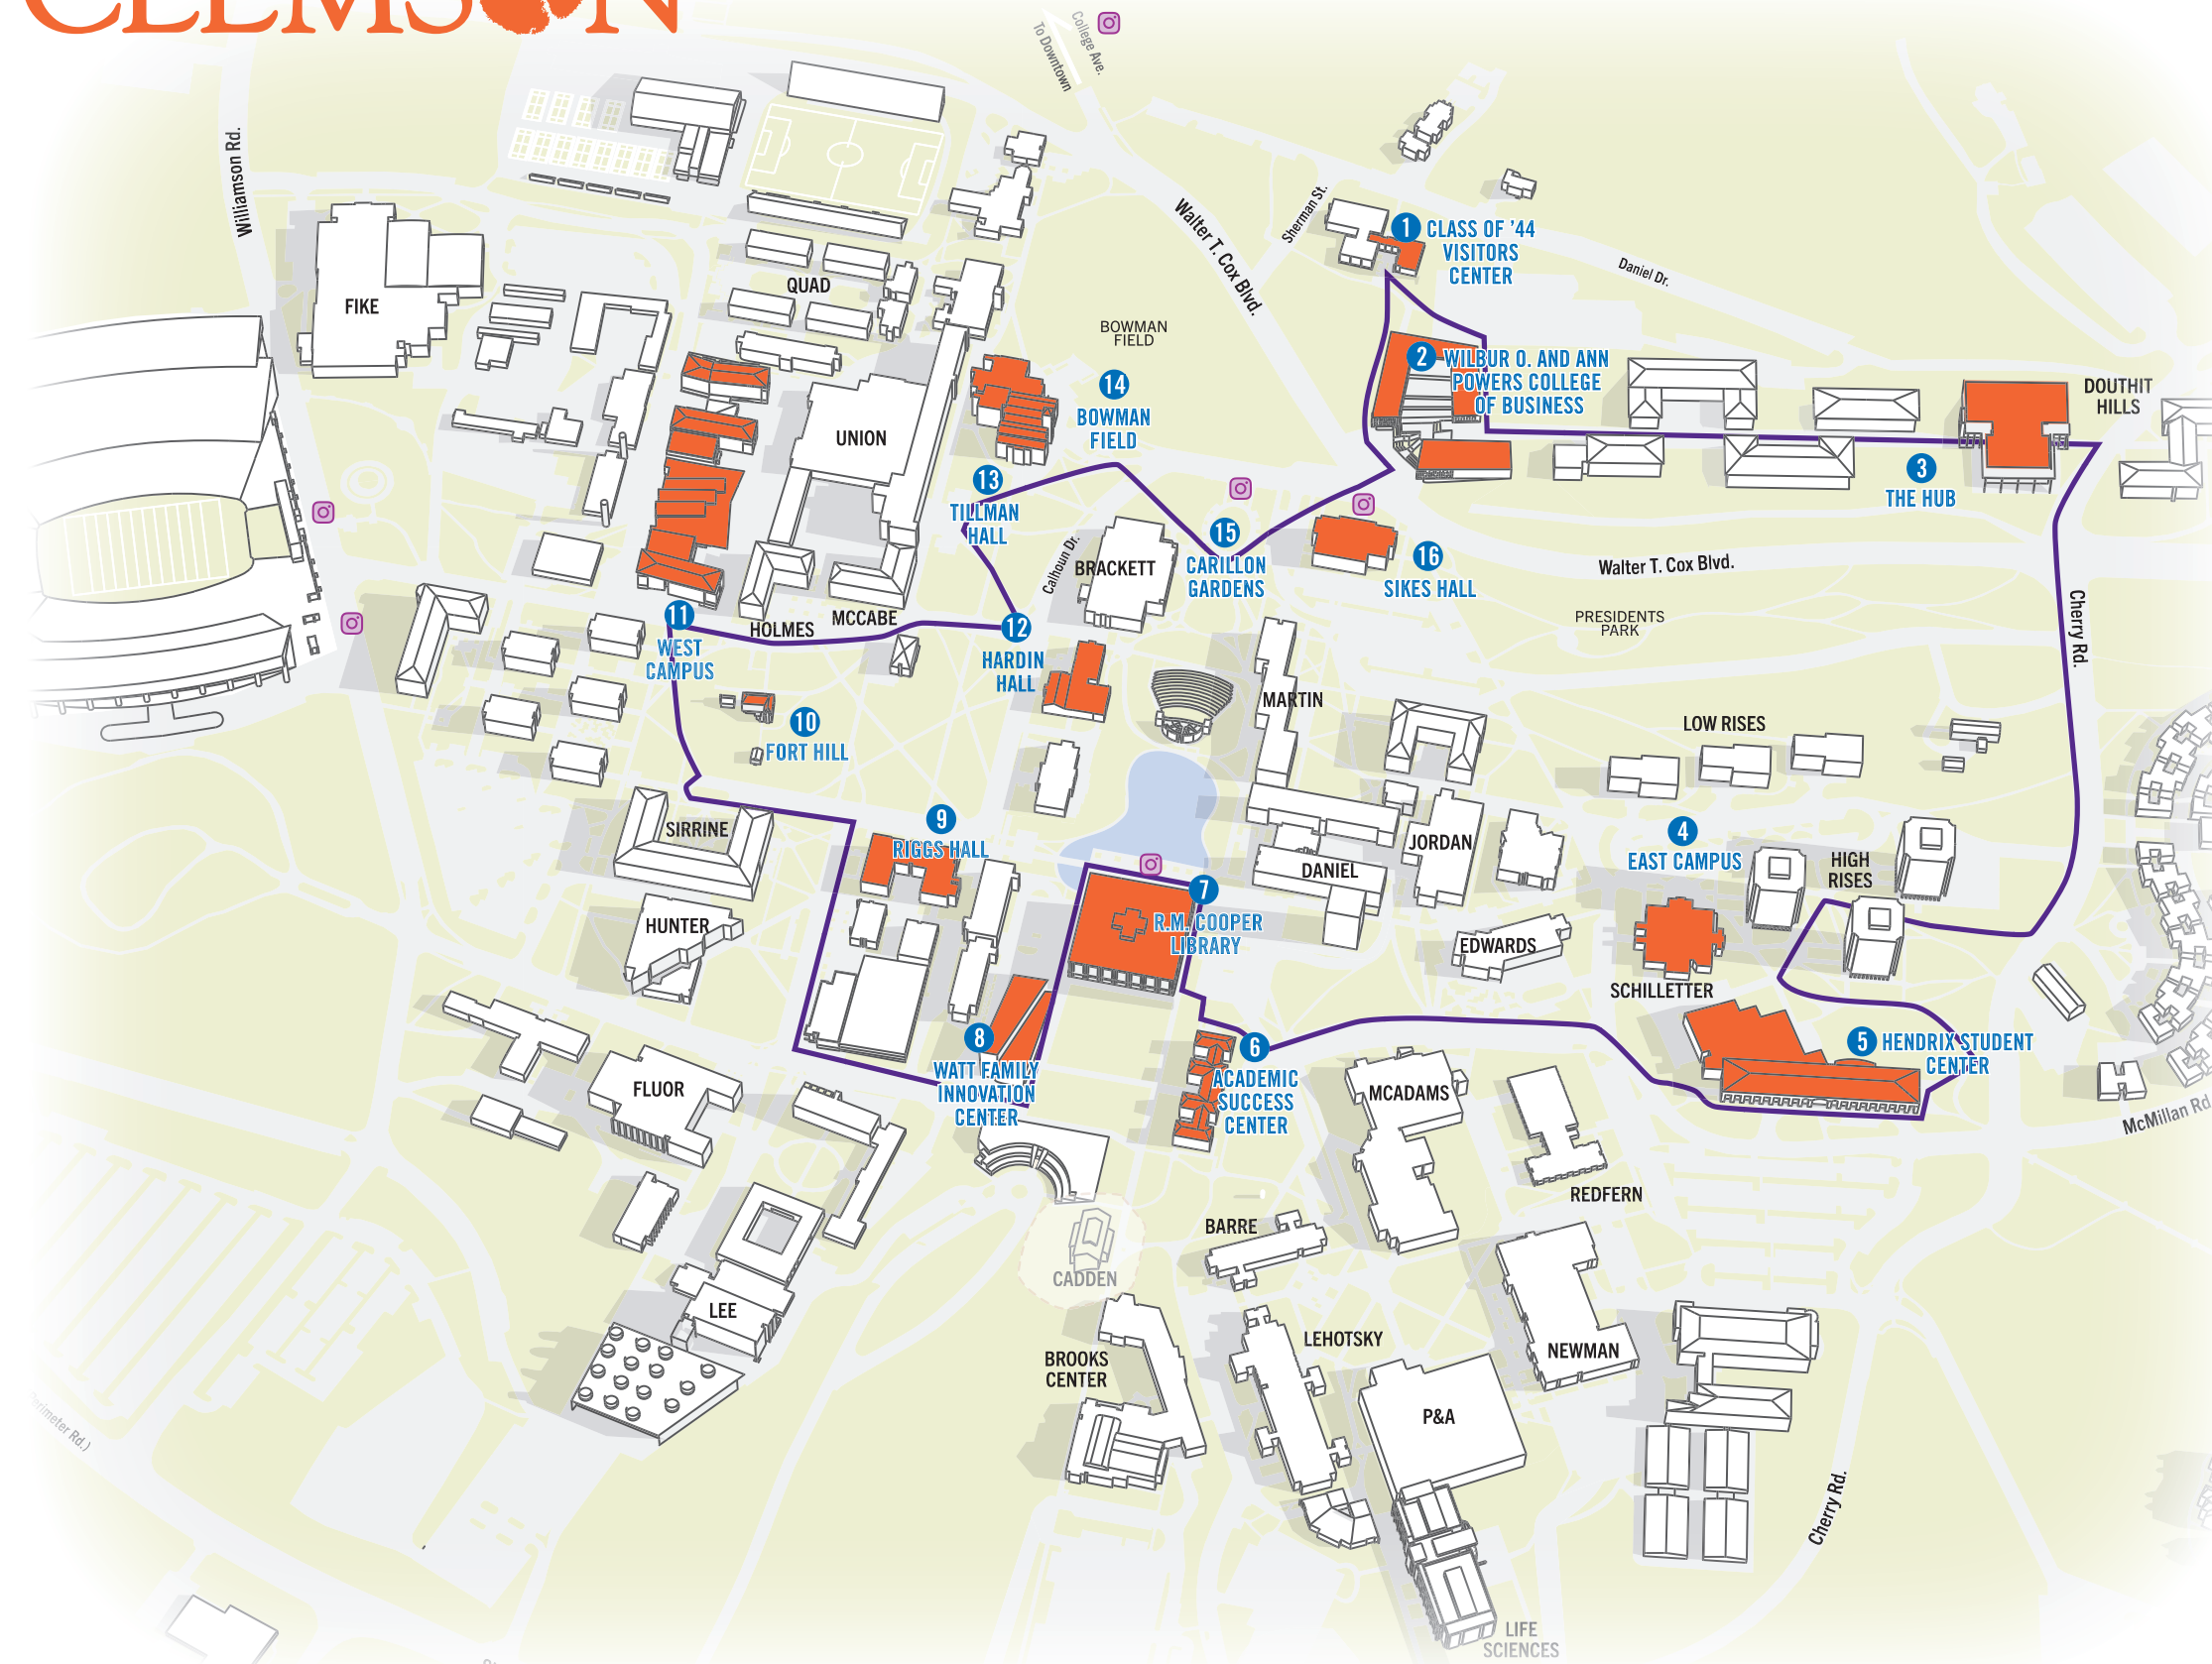 CLEMSON
To Downtown
College Ave.
Williamson Rd.
Walter T. Cox Blvd.
Sherman St.
1 CLASS OF ’44
VISITORS
CENTER
Daniel Dr.
QUAD
FIKE
BOWMAN
FIELD
2 WILBUR O. AND ANN
POWERS COLLEGE
OF BUSINESS
14
BOWMAN
FIELD
DOUTHIT
HILLS
UNION
3
THE HUB
13
TILLMAN
HALL
15
CARILLON
GARDENS
16
SIKES HALL
Calhoun Dr.
BRACKETT
Walter T. Cox Blvd.
PRESIDENTS
PARK
Cherry Rd.
11
WEST
CAMPUS
HOLMES
MCCABE
12
HARDIN
HALL
MARTIN
10
FORT HILL
LOW RISES
SIRRINE
9
RIGGS HALL
4
EAST CAMPUS
JORDAN
DANIEL
HIGH
RISES
7
R.M. COOPER
LIBRARY
HUNTER
EDWARDS
SCHILLETTER
8
WATT FAMILY
INNOVATION
CENTER
6
ACADEMIC
SUCCESS
CENTER
5 HENDRIX STUDENT
CENTER
FLUOR
MCADAMS
McMillan Rd
REDFERN
BARRE
CADDEN
LEE
LEHOTSKY
BROOKS
CENTER
NEWMAN
P&A
Perimeter Rd.)
Cherry Rd.
LIFE
SCIENCES